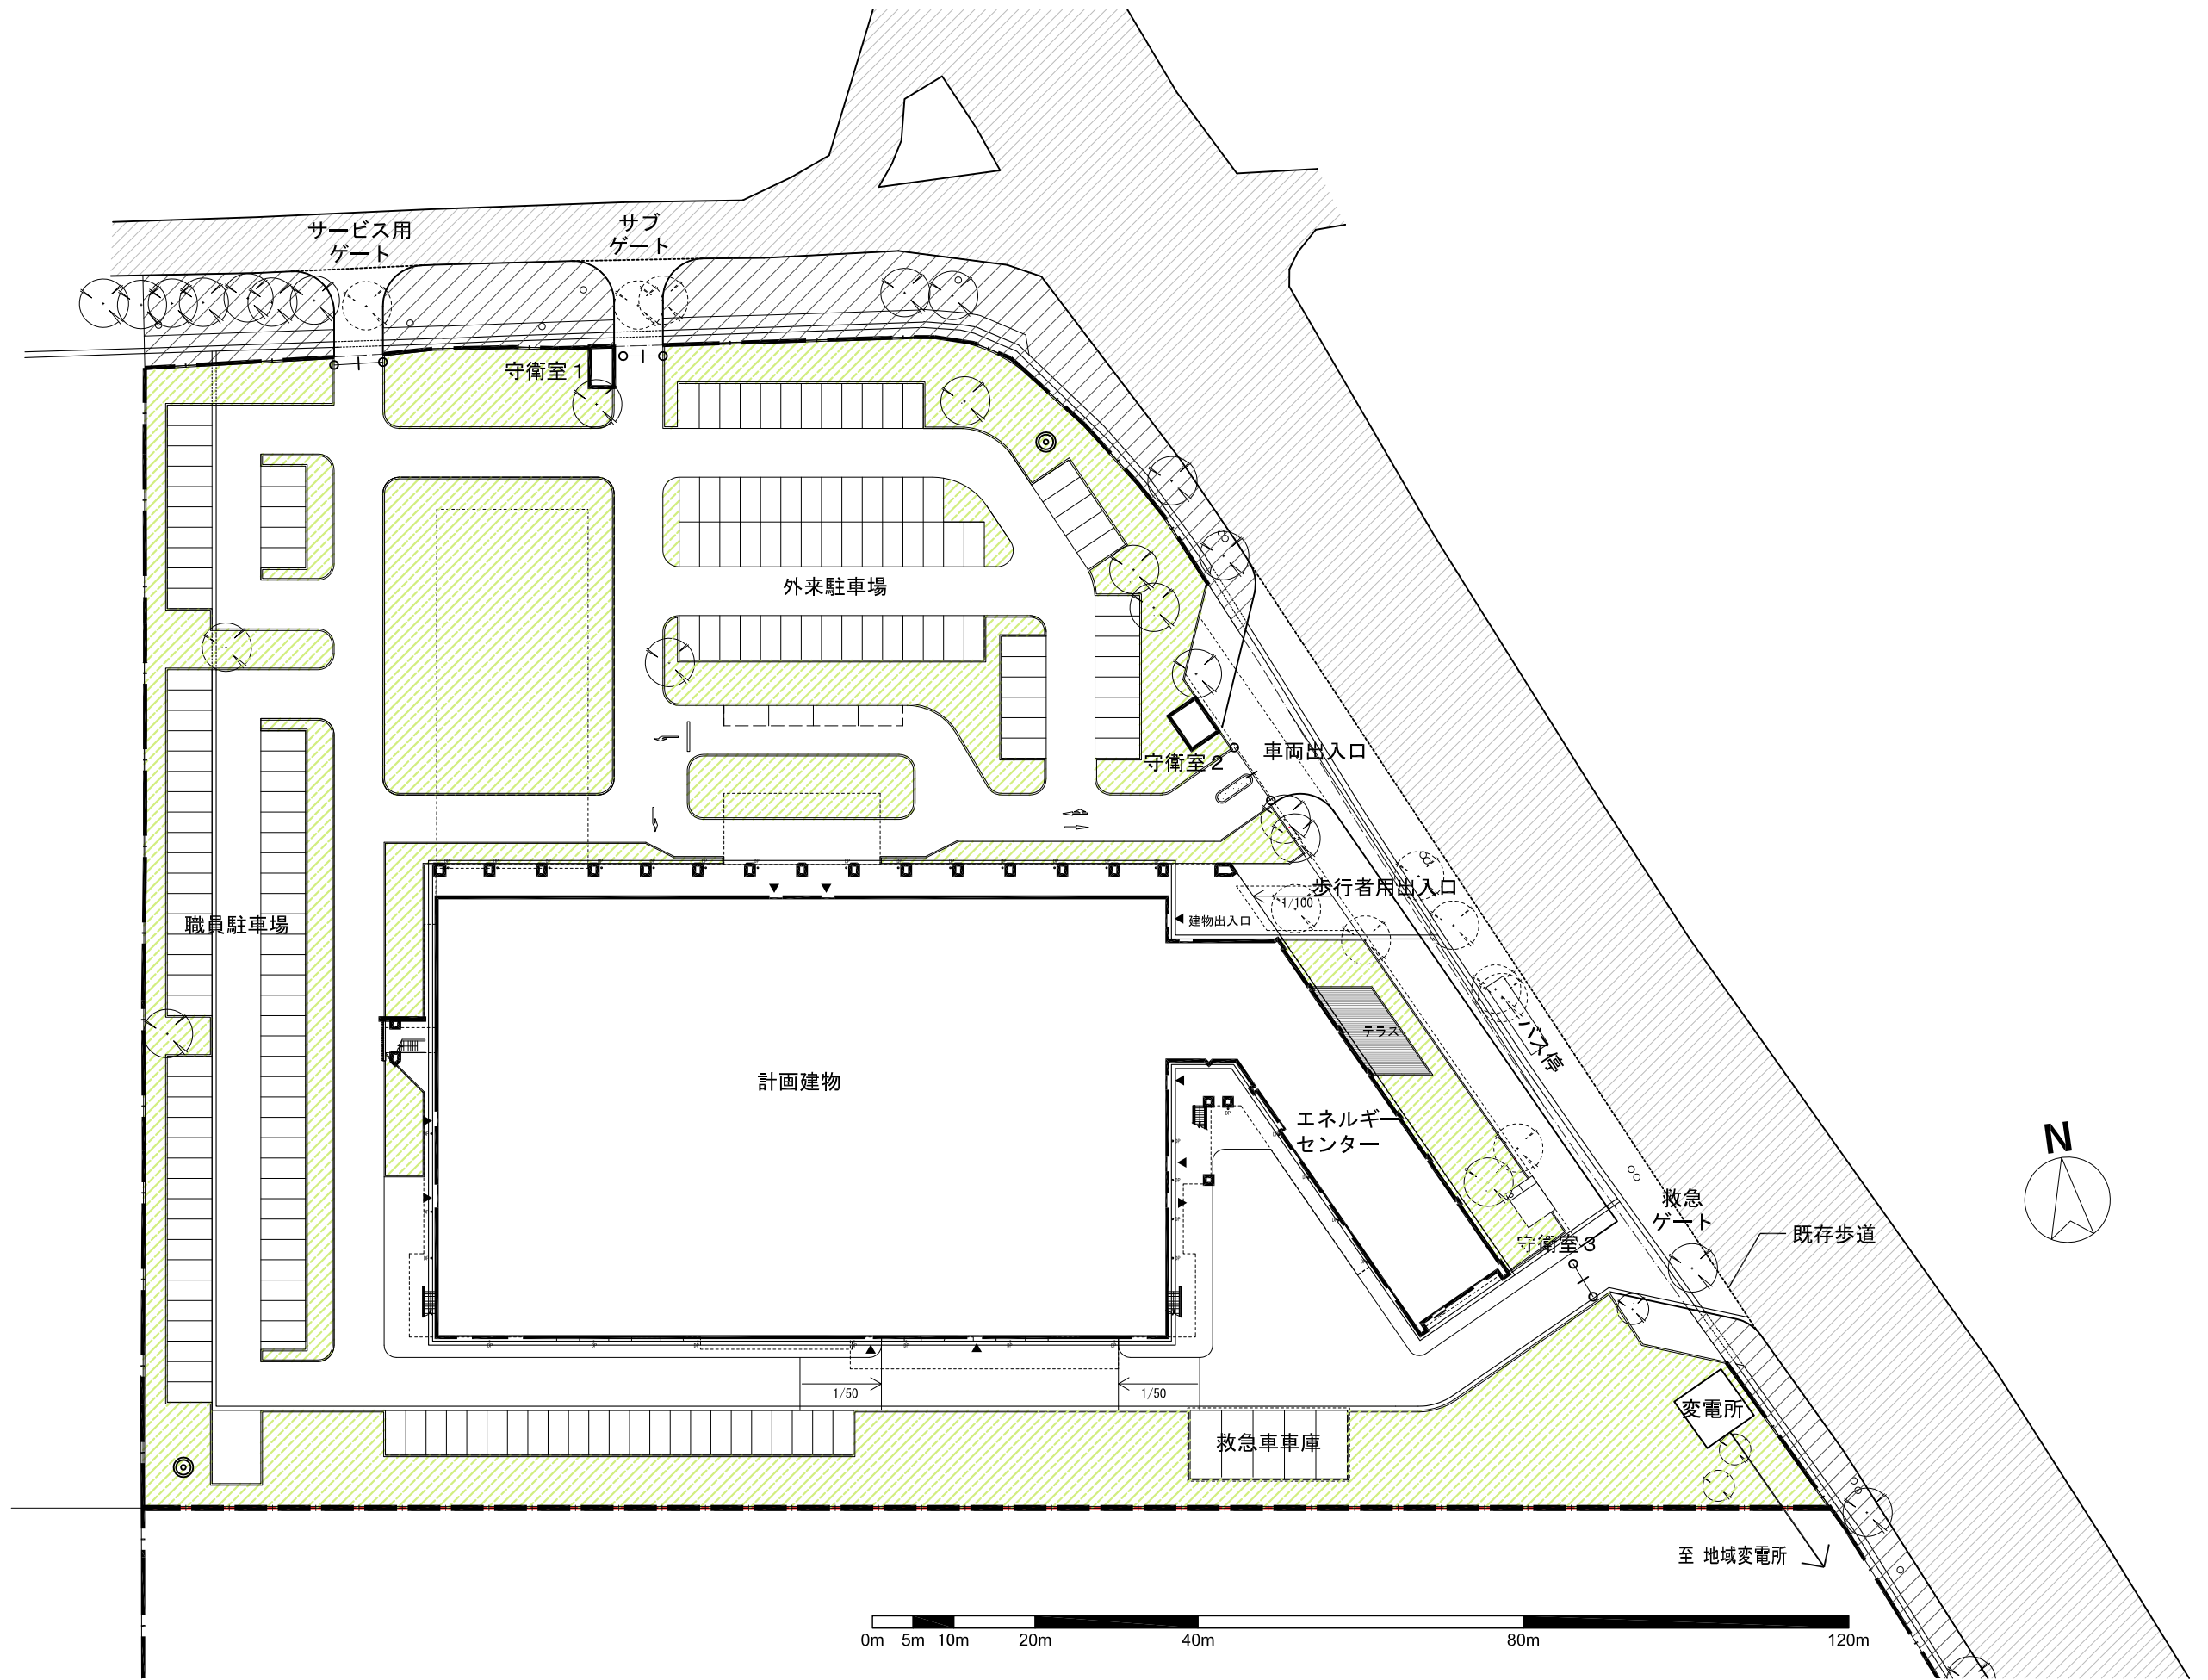 サービス用
ゲート
サブ
ゲート
守衛室1
外来駐車場
守衛室2
車両出入口
歩行者用出入口
1/100
建物出入口
職員駐車場
テラス
バス停
計画建物
エネルギー
センター
N
救急
ゲート
既存歩道
守衛室3
1/50
1/50
変電所
救急車車庫
至 地域変電所
0m 5m 10m 20m 40m 80m 120m